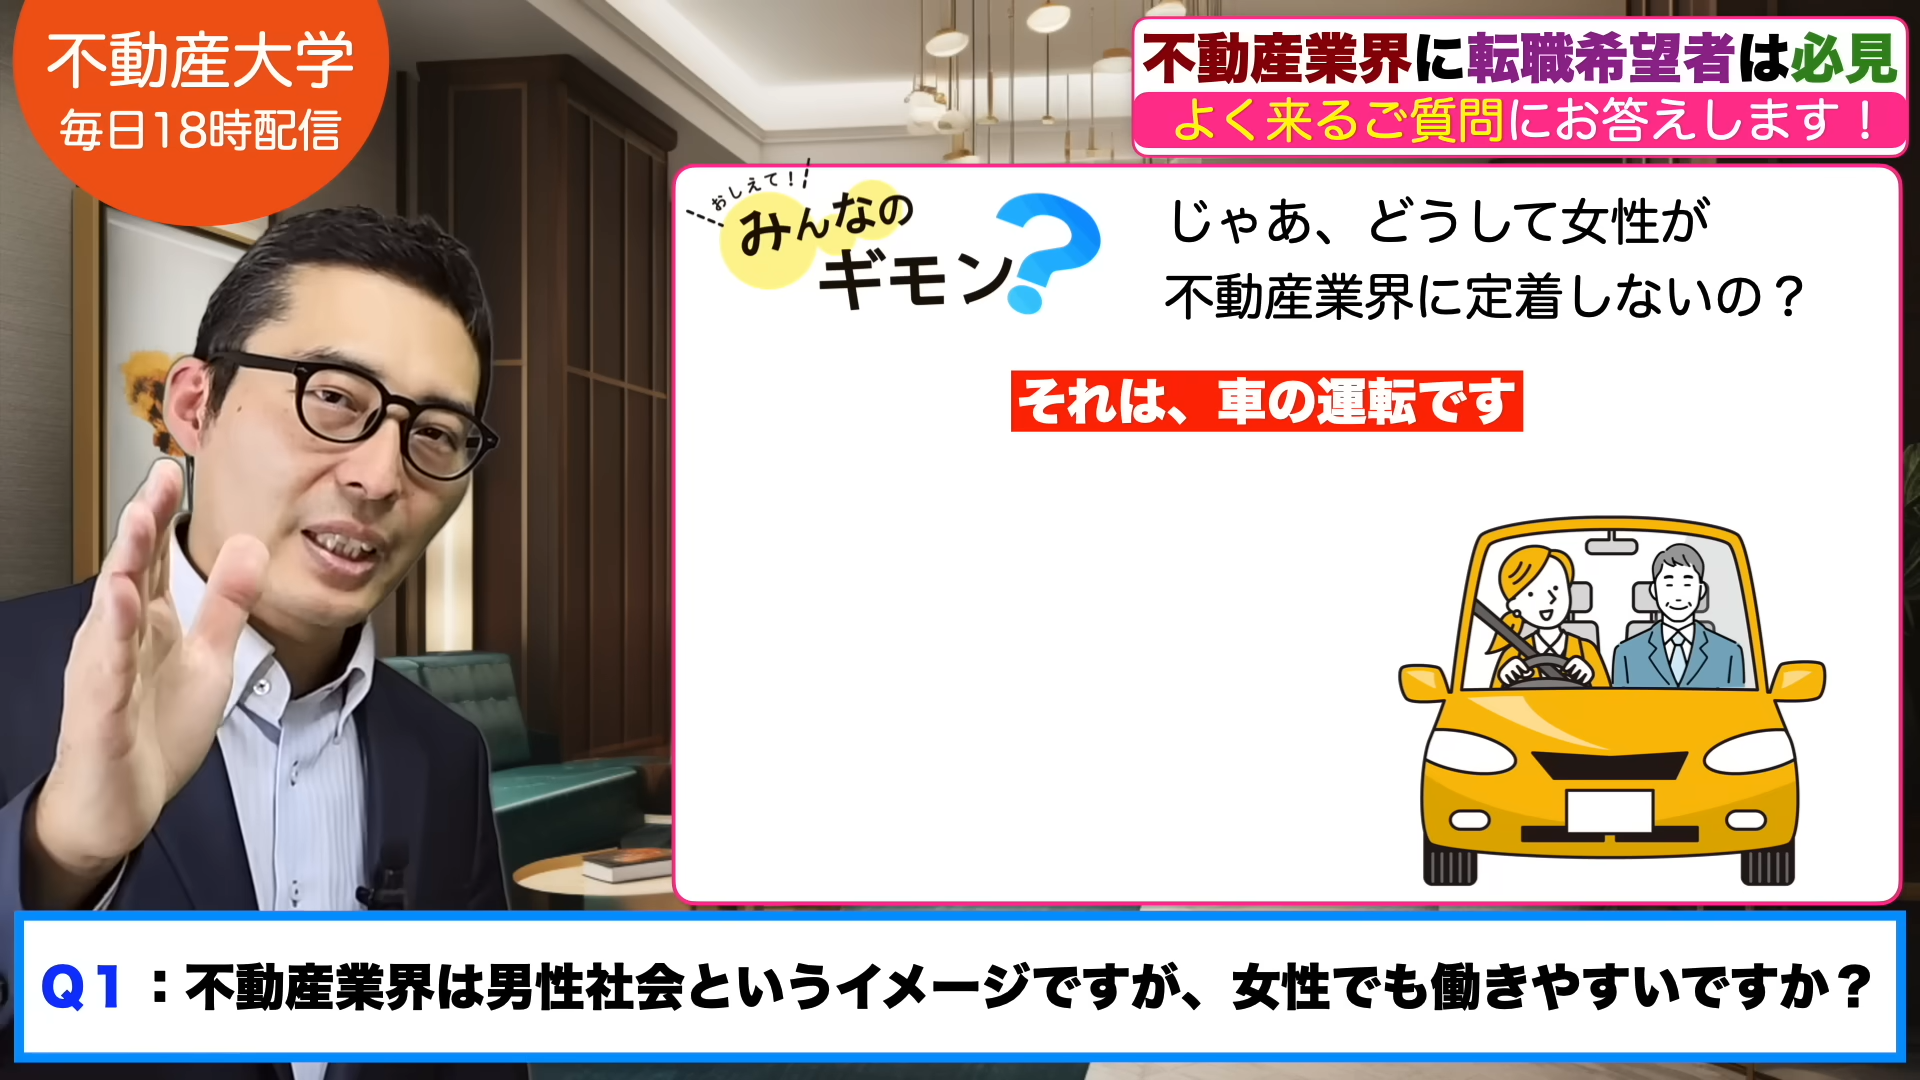 不動産大学
毎日18時配信
不動産業界に転職希望者は必見
よく来るご質問にお答えします！
おしえて！
みんなの
ギモン?
じゃあ、どうして女性が
不動産業界に定着しないの？
それは、車の運転です
Q1：不動産業界は男性社会というイメージですが、女性でも働きやすいですか？